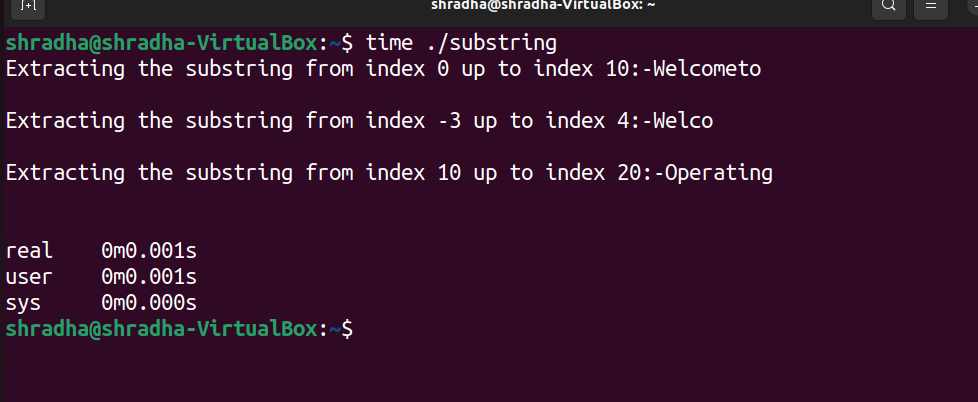 shradha@shradha-VirtualBox: ~
shradha@shradha-VirtualBox:~$ time ./substring
Extracting the substring from index 0 up to index 10:-Welcometo
Extracting the substring from index -3 up to index 4:-Welco
Extracting the substring from index 10 up to index 20:-Operating
real    0m0.001s
user    0m0.001s
sys     0m0.000s
shradha@shradha-VirtualBox:~$